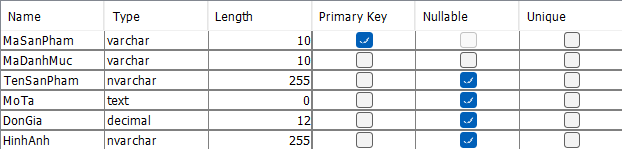 Name Type Length Primary Key Nullable Unique
MaSanPham varchar 10
MaDanhMuc varchar 10
TenSanPham nvarchar 255
MoTa text 0
DonGia decimal 12
HinhAnh nvarchar 255